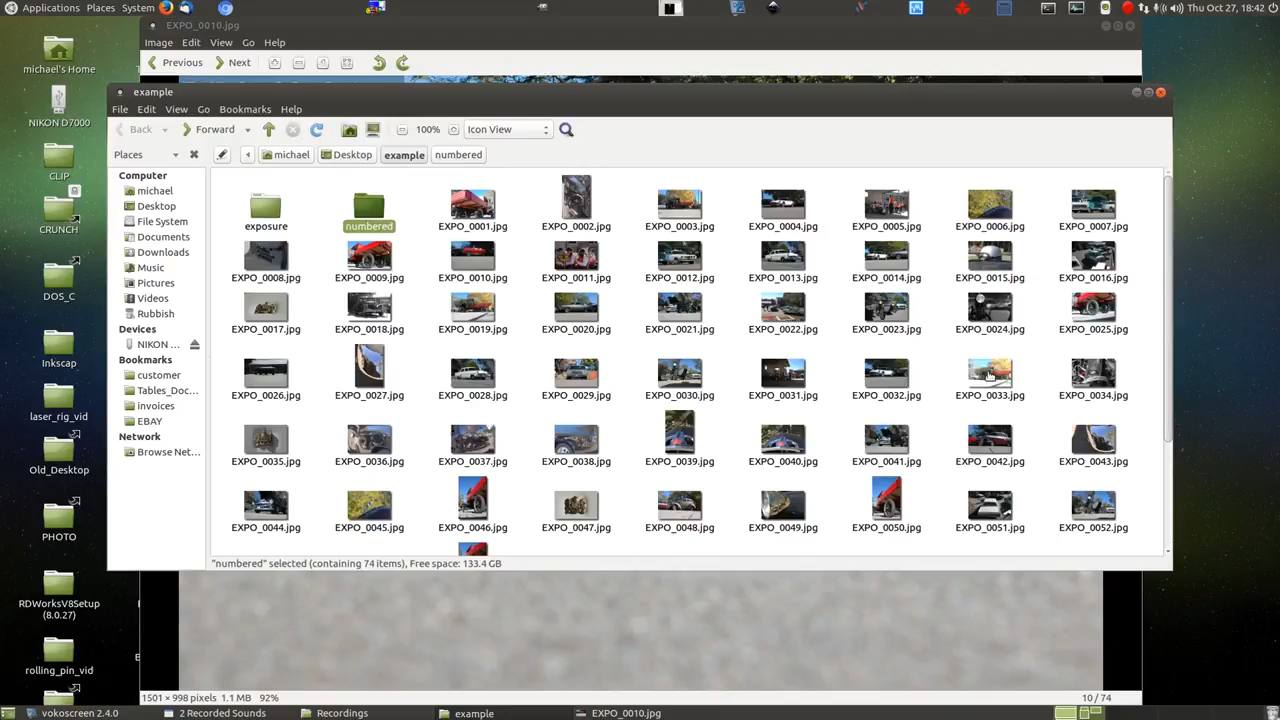 Applications Places System Thu Oct 27, 18:42
EXPO_0010.jpg
Image Edit View Go Help
Previous Next
example
File Edit View Go Bookmarks Help
Back Forward 100% Icon View
Places michael Desktop example numbered
Computer
michael
Desktop
File System
Documents
Downloads
Music
Pictures
Videos
Rubbish
Devices
NIKON ...
Bookmarks
customer
Tables_Doc...
invoices
EBAY
Network
Browse Net...
exposure numbered EXPO_0001.jpg EXPO_0002.jpg EXPO_0003.jpg EXPO_0004.jpg EXPO_0005.jpg EXPO_0006.jpg EXPO_0007.jpg
EXPO_0008.jpg EXPO_0009.jpg EXPO_0010.jpg EXPO_0011.jpg EXPO_0012.jpg EXPO_0013.jpg EXPO_0014.jpg EXPO_0015.jpg EXPO_0016.jpg
EXPO_0017.jpg EXPO_0018.jpg EXPO_0019.jpg EXPO_0020.jpg EXPO_0021.jpg EXPO_0022.jpg EXPO_0023.jpg EXPO_0024.jpg EXPO_0025.jpg
EXPO_0026.jpg EXPO_0027.jpg EXPO_0028.jpg EXPO_0029.jpg EXPO_0030.jpg EXPO_0031.jpg EXPO_0032.jpg EXPO_0033.jpg EXPO_0034.jpg
EXPO_0035.jpg EXPO_0036.jpg EXPO_0037.jpg EXPO_0038.jpg EXPO_0039.jpg EXPO_0040.jpg EXPO_0041.jpg EXPO_0042.jpg EXPO_0043.jpg
EXPO_0044.jpg EXPO_0045.jpg EXPO_0046.jpg EXPO_0047.jpg EXPO_0048.jpg EXPO_0049.jpg EXPO_0050.jpg EXPO_0051.jpg EXPO_0052.jpg
"numbered" selected (containing 74 items), Free space: 133.4 GB
michael's Home
NIKON D7000
CLIP
CRUNCH
DOS_C
Inkscap
laser_rig_vid
Old_Desktop
PHOTO
RDWorksV8Setup
(8.0.27)
rolling_pin_vid
1501 × 998 pixels 1.1 MB 92% 10 / 74
vokoscreen 2.4.0 2 Recorded Sounds Recordings example EXPO_0010.jpg